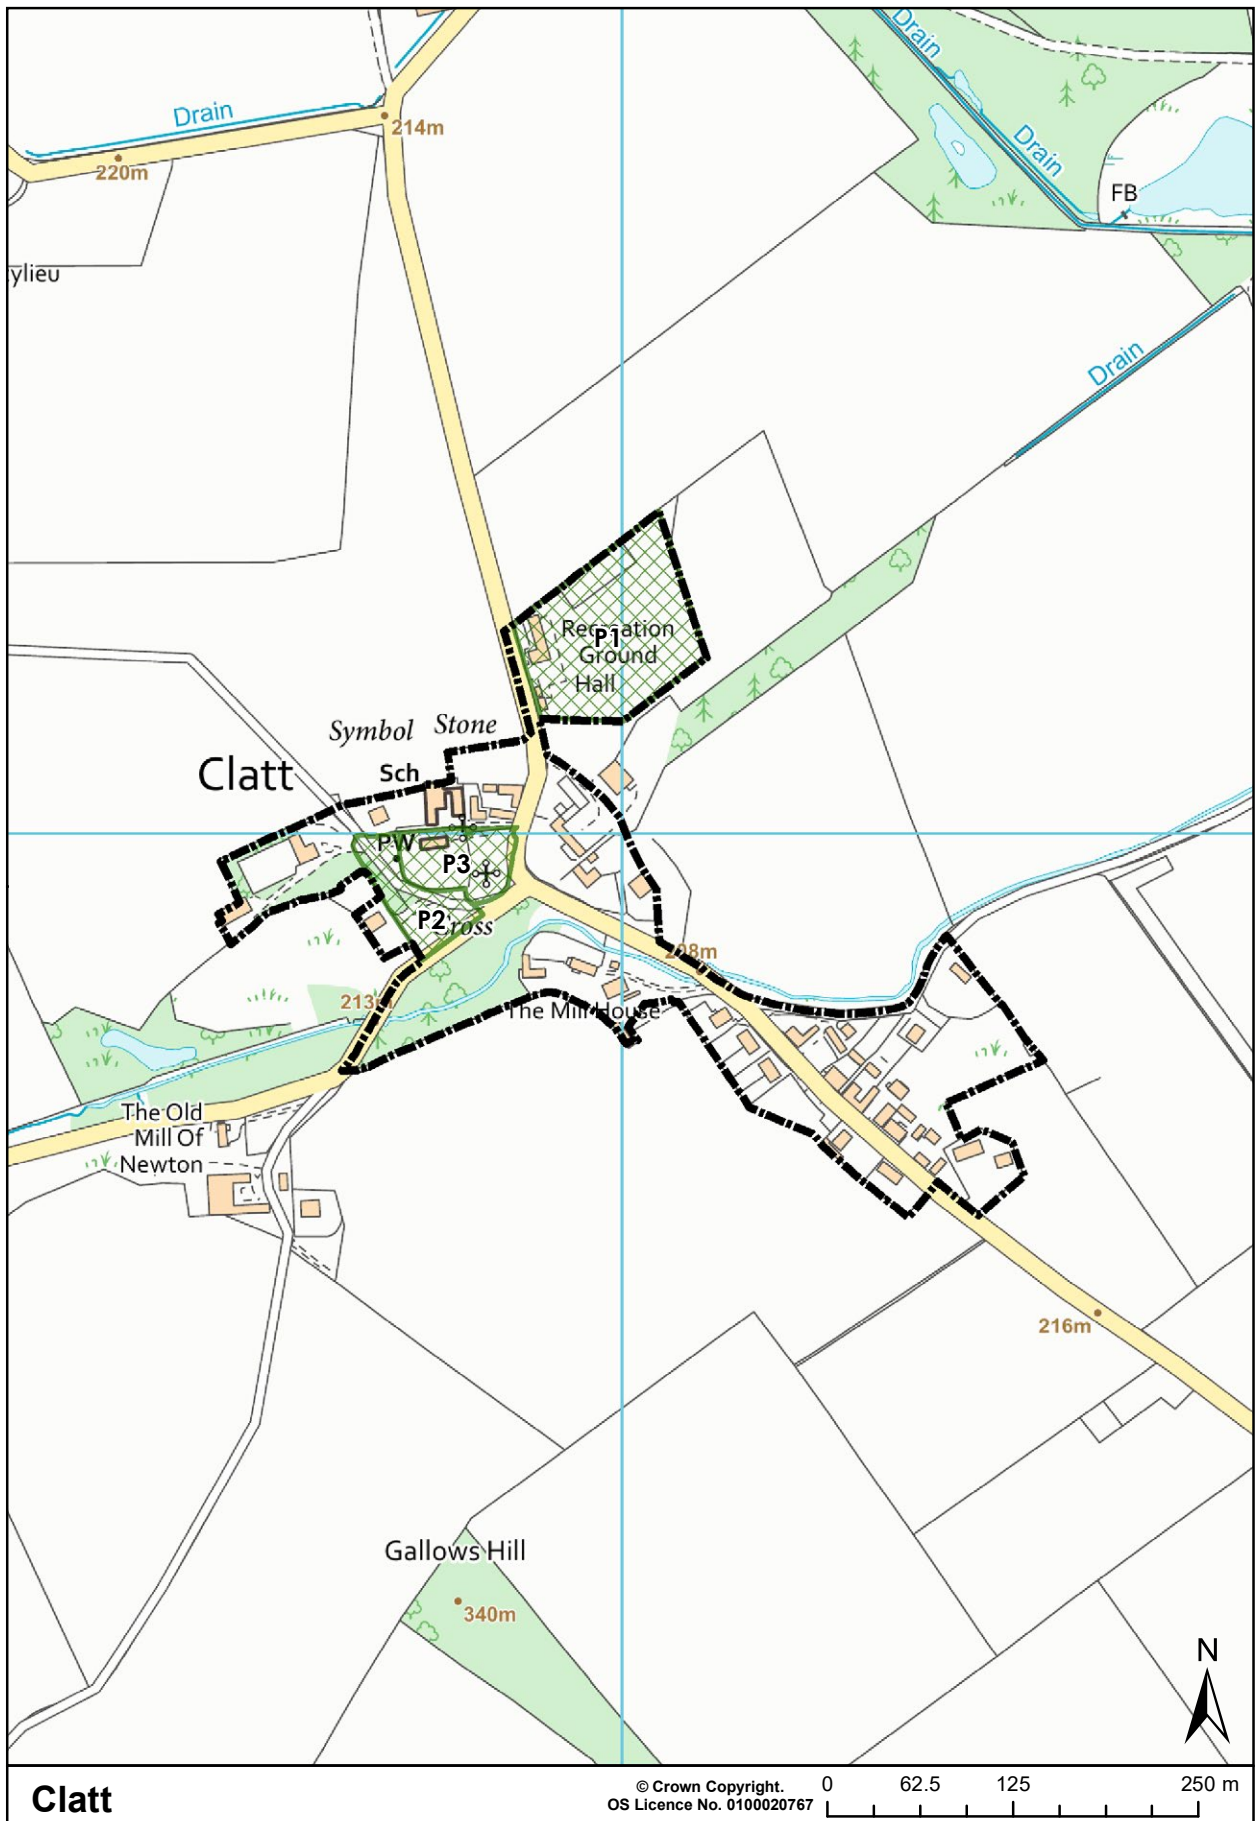 Drain
Drain
214m
220m
Drain
FB
ylieu
Drain
Recreation
P1
Ground
Hall
Symbol Stone
Clatt
Sch
PW
P3
P2
Cross
213m
The Mill House
The Old
Mill Of
Newton
216m
Gallows Hill
340m
N
Clatt
© Crown Copyright.
OS Licence No. 0100020767
0 62.5 125 250 m